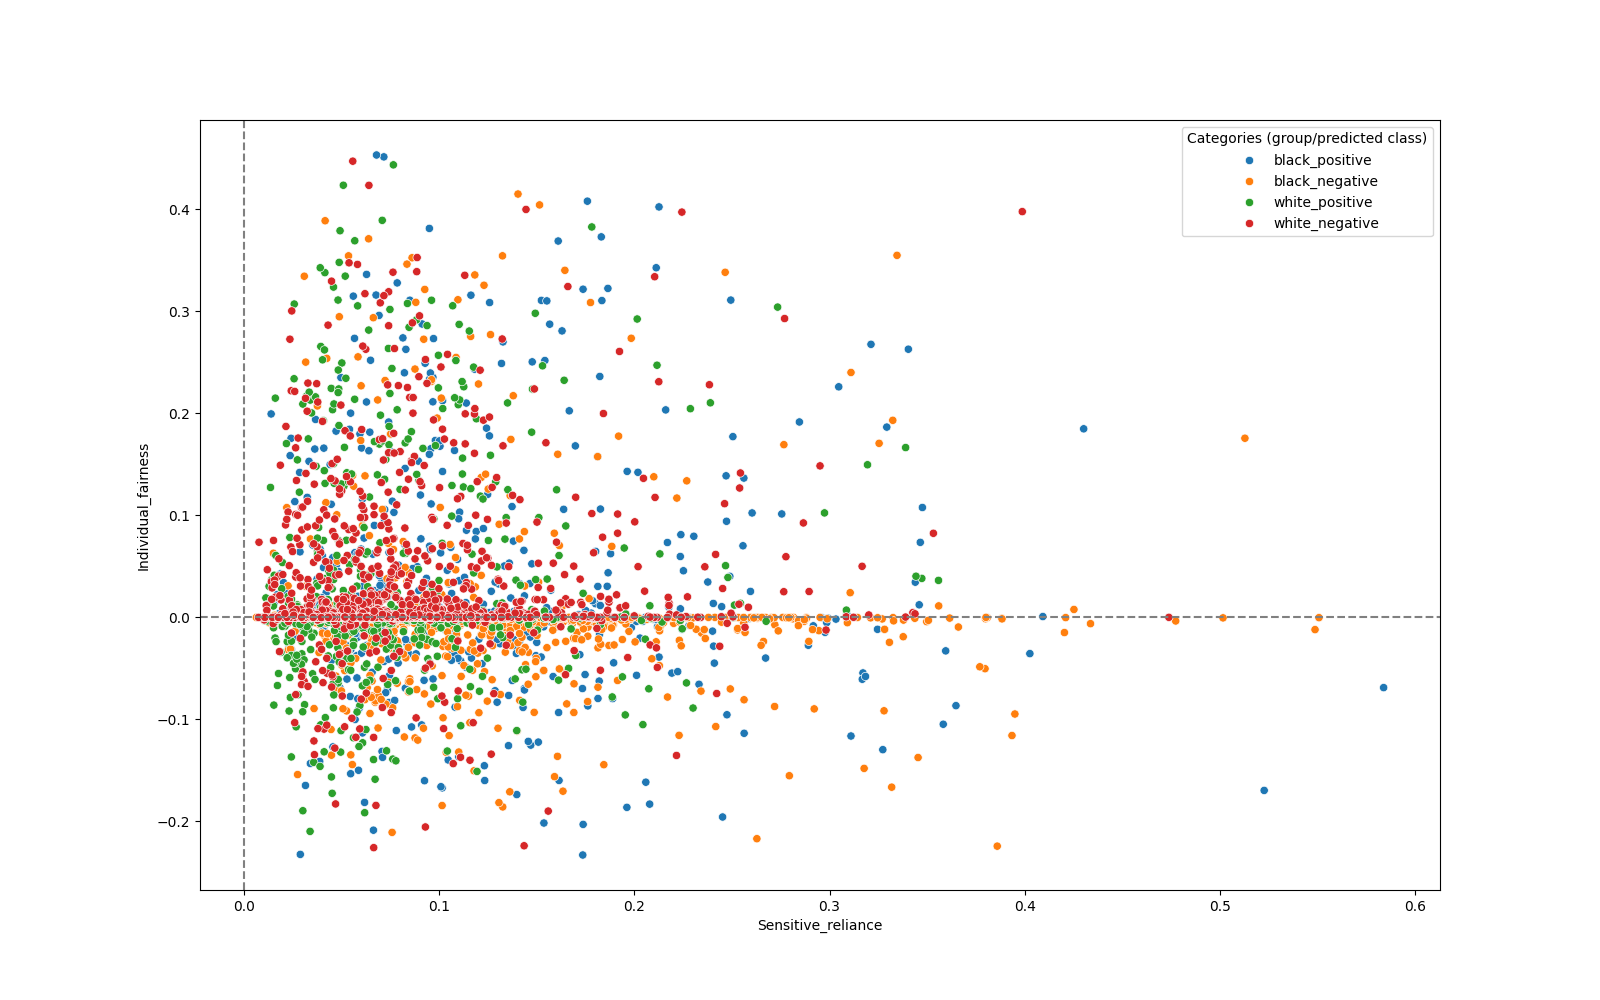 Categories (group/predicted class)
black_positive
black_negative
white_positive
white_negative
Individual_fairness
0.4
0.3
0.2
0.1
0.0
−0.1
−0.2
0.0 0.1 0.2 0.3 0.4 0.5 0.6
Sensitive_reliance